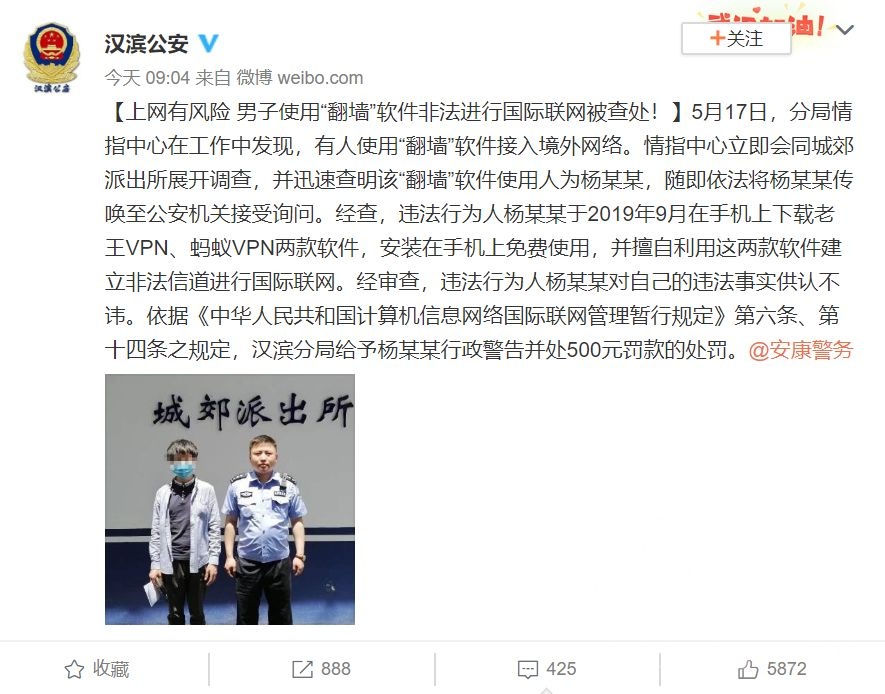 武汉加油!
汉滨公安
+关注
今天 09:04 来自 微博 weibo.com
【上网有风险 男子使用“翻墙”软件非法进行国际联网被查处！】5月17日，分局情
指中心在工作中发现，有人使用“翻墙”软件接入境外网络。情指中心立即会同城郊
派出所展开调查，并迅速查明该“翻墙”软件使用人为杨某某，随即依法将杨某某传
唤至公安机关接受询问。经查，违法行为人杨某某于2019年9月在手机上下载老
王VPN、蚂蚁VPN两款软件，安装在手机上免费使用，并擅自利用这两款软件建
立非法信道进行国际联网。经审查，违法行为人杨某某对自己的违法事实供认不
讳。依据《中华人民共和国计算机信息网络国际联网管理暂行规定》第六条、第
十四条之规定，汉滨分局给予杨某某行政警告并处500元罚款的处罚。@安康警务
城郊派出所
收藏
888
425
5872
汉滨公安